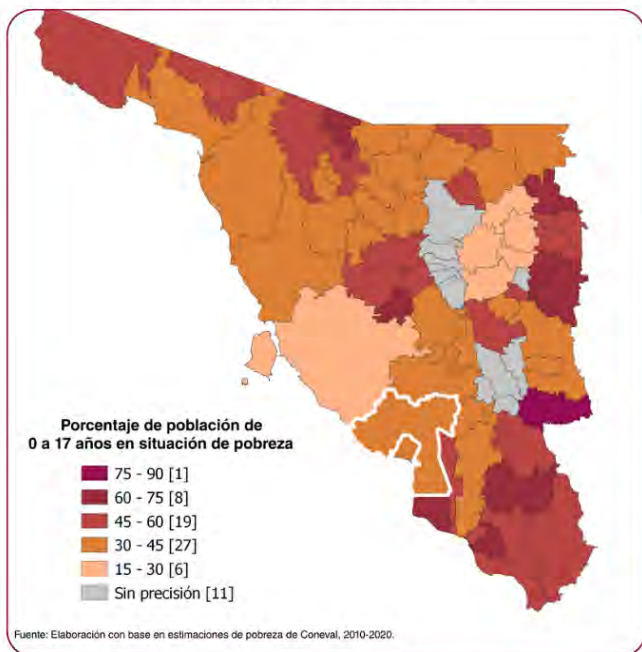 Porcentaje de población de
0 a 17 años en situación de pobreza
75 - 90 [1]
60 - 75 [8]
45 - 60 [19]
30 - 45 [27]
15 - 30 [6]
Sin precisión [11]
Fuente: Elaboración con base en estimaciones de pobreza de Coneval, 2010-2020.